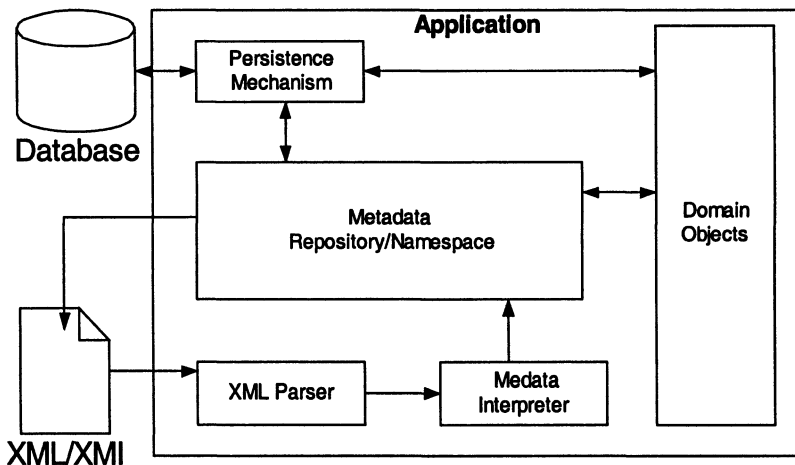 Application
Persistence
Mechanism
Database
Metadata
Repository/Namespace
Domain
Objects
XML Parser
Medata
Interpreter
XML/XMI